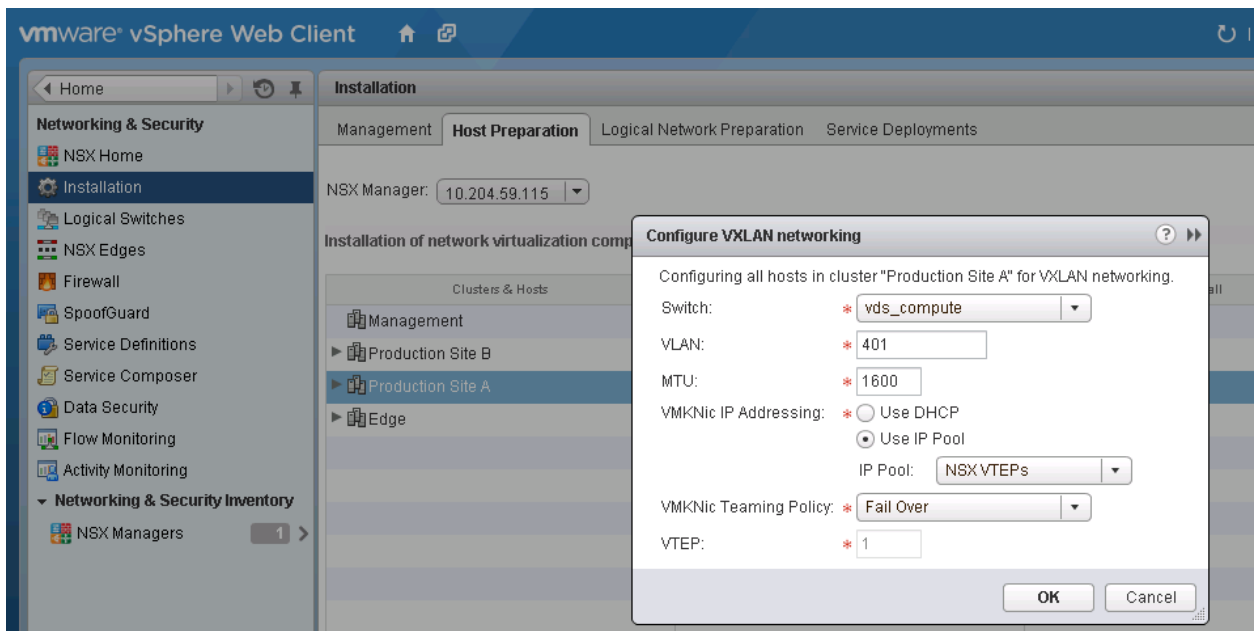 vmware® vSphere Web Client
Home
Installation
Networking & Security
NSX Home
Installation
Logical Switches
NSX Edges
Firewall
SpoofGuard
Service Definitions
Service Composer
Data Security
Flow Monitoring
Activity Monitoring
Networking & Security Inventory
NSX Managers 1
Management Host Preparation Logical Network Preparation Service Deployments
NSX Manager: 10.204.59.115
Installation of network virtualization comp
Clusters & Hosts
Management
Production Site B
Production Site A
Edge
all
Configure VXLAN networking ?
Configuring all hosts in cluster "Production Site A" for VXLAN networking.
Switch: * vds_compute
VLAN: * 401
MTU: * 1600
VMKNic IP Addressing: * Use DHCP
Use IP Pool
IP Pool: NSX VTEPs
VMKNic Teaming Policy: * Fail Over
VTEP: * 1
OK Cancel